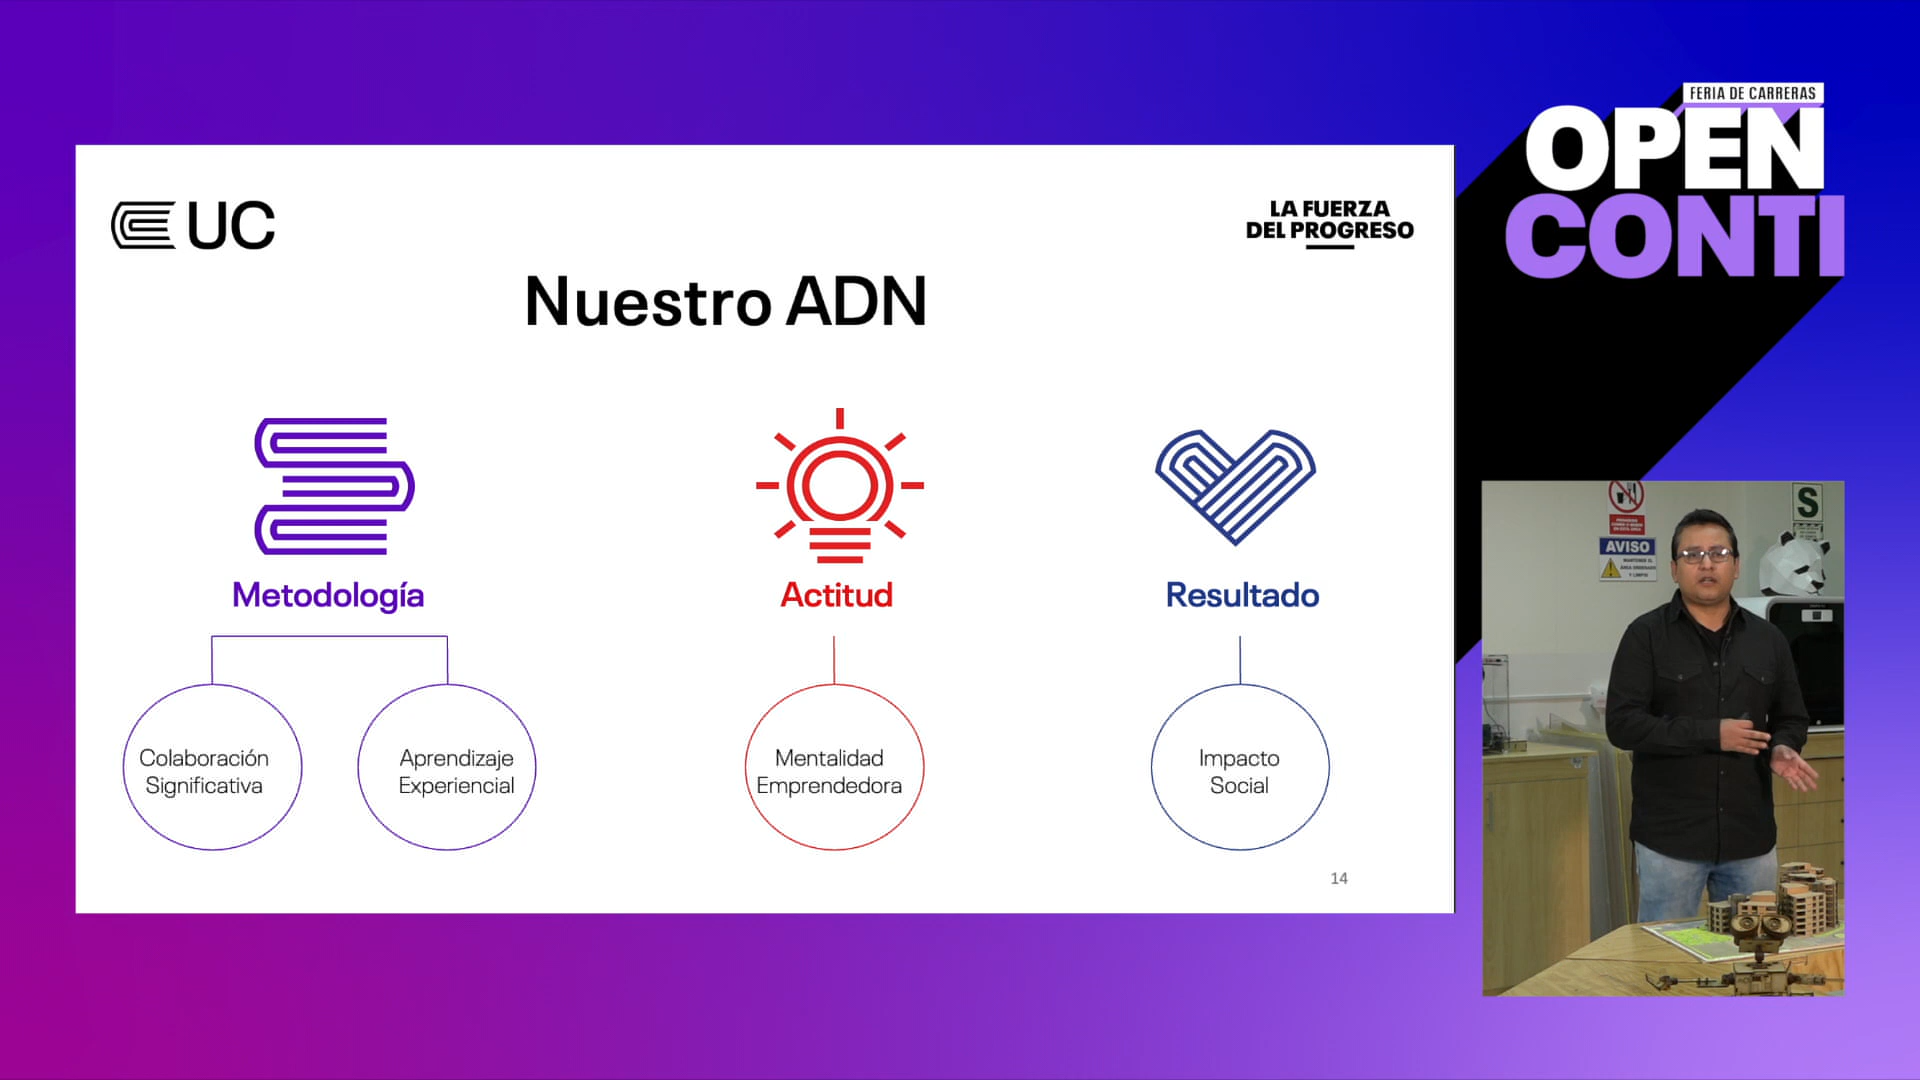 FERIA DE CARRERAS
OPEN
CONTI
UC
LA FUERZA
DEL PROGRESO
Nuestro ADN
Metodología
Actitud
Resultado
Colaboración
Significativa
Aprendizaje
Experiencial
Mentalidad
Emprendedora
Impacto
Social
14
S
AVISO